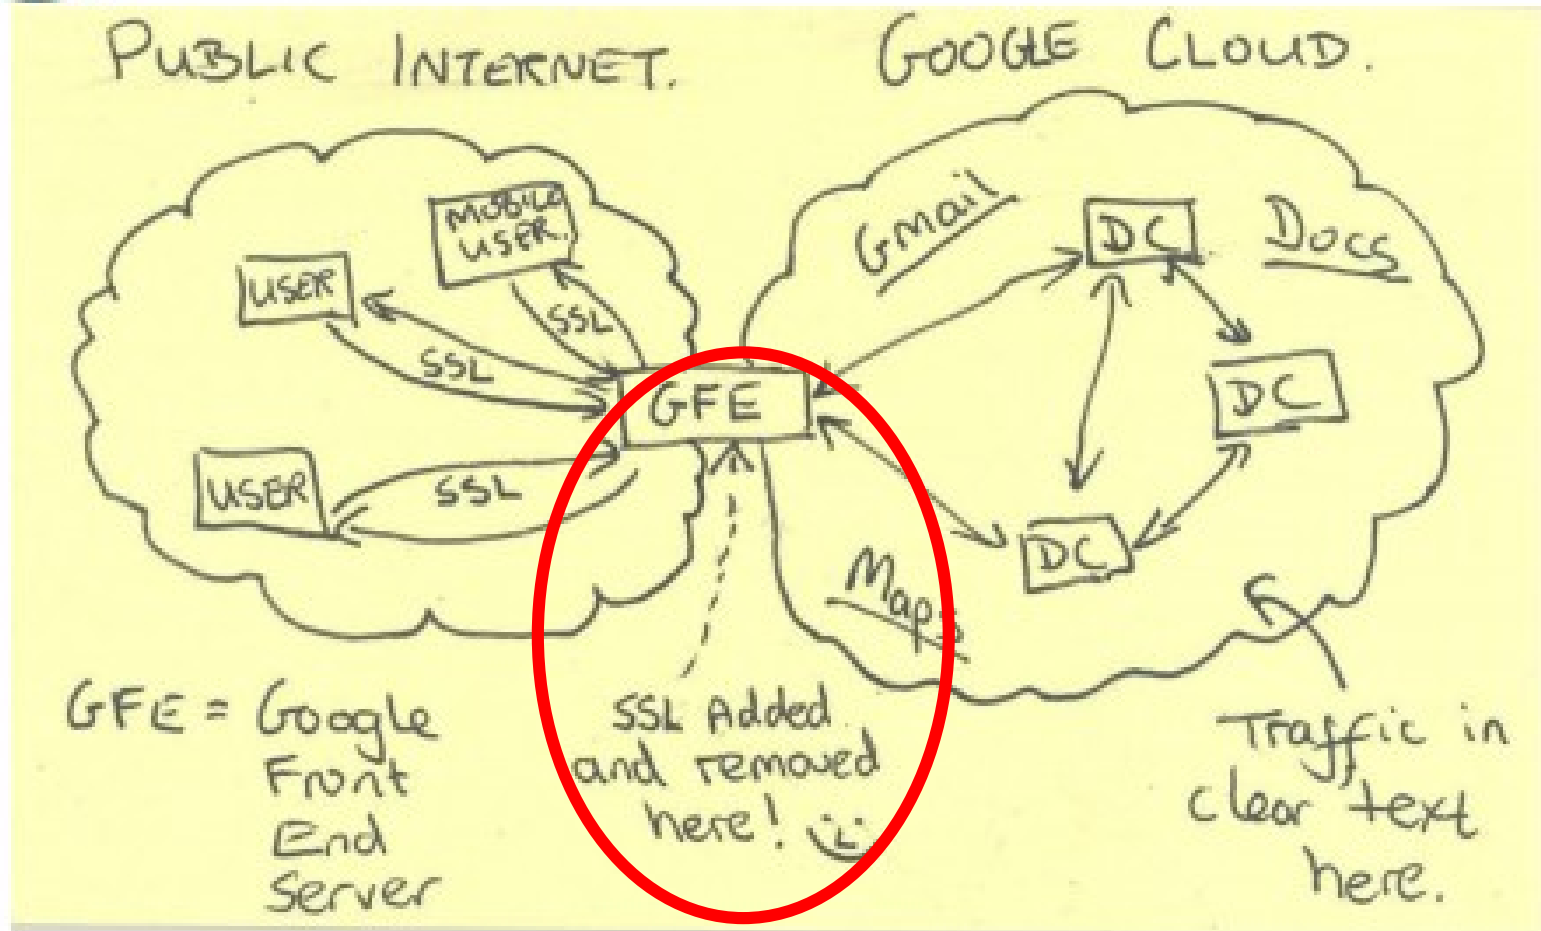 PUBLIC INTERNET.
GOOGLE CLOUD.
MOBILE
USER.
USER
SSL
SSL
USER
SSL
GFE
Gmail
DC
Docs
DC
DC
Maps
GFE = Google
Front
End
Server
SSL Added
and removed
here!
Traffic in
clear text
here.